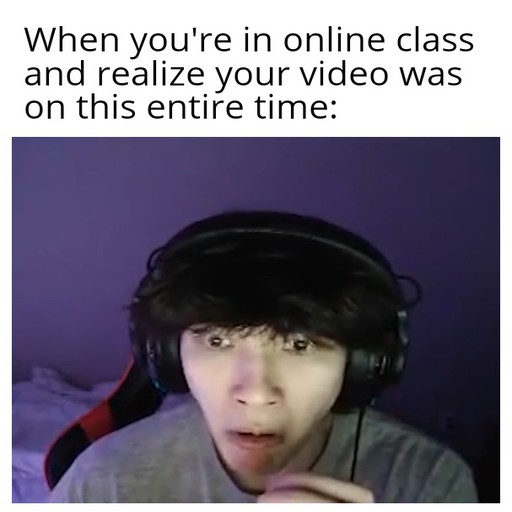 When you're in online class
and realize your video was
on this entire time: